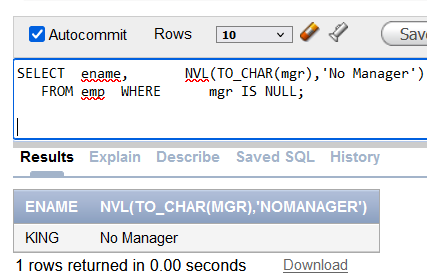 Autocommit Rows 10
SELECT ename, NVL(TO_CHAR(mgr),'No Manager')
FROM emp WHERE mgr IS NULL;
Results Explain Describe Saved SQL History
ENAME NVL(TO_CHAR(MGR),'NOMANAGER')
KING No Manager
1 rows returned in 0.00 seconds Download